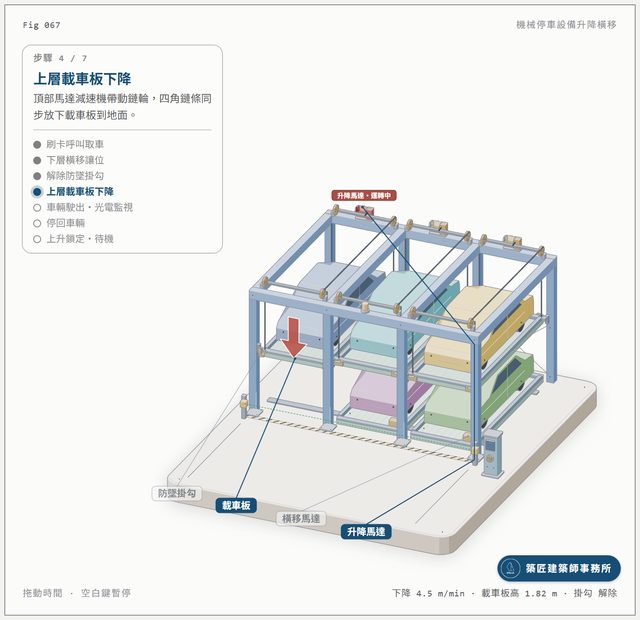 Fig 067
機械停車設備升降橫移
步驟 4 / 7
上層載車板下降
頂部馬達減速機帶動鏈輪，四角鏈條同
步放下載車板到地面。
刷卡呼叫取車
下層橫移讓位
解除防墜掛勾
上層載車板下降
車輛駛出・光電監視
停回車輛
上升鎖定・待機
升降馬達・運轉中
防墜掛勾
載車板
橫移馬達
升降馬達
築匠建築師事務所
拖動時間 · 空白鍵暫停
下降 4.5 m/min · 載車板高 1.82 m · 掛勾 解除